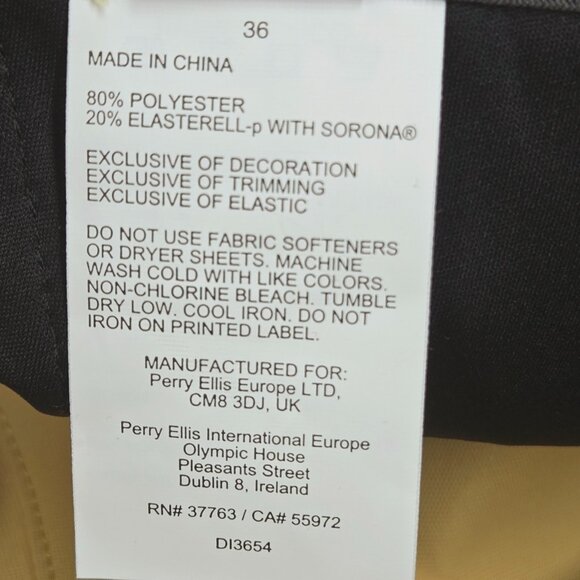 36
MADE IN CHINA
80% POLYESTER
20% ELASTERELL-p WITH SORONA®
EXCLUSIVE OF DECORATION
EXCLUSIVE OF TRIMMING
EXCLUSIVE OF ELASTIC
DO NOT USE FABRIC SOFTENERS
OR DRYER SHEETS. MACHINE
WASH COLD WITH LIKE COLORS.
NON-CHLORINE BLEACH. TUMBLE
DRY LOW. COOL IRON. DO NOT
IRON ON PRINTED LABEL.
MANUFACTURED FOR:
Perry Ellis Europe LTD,
CM8 3DJ, UK
Perry Ellis International Europe
Olympic House
Pleasants Street
Dublin 8, Ireland
RN# 37763 / CA# 55972
DI3654